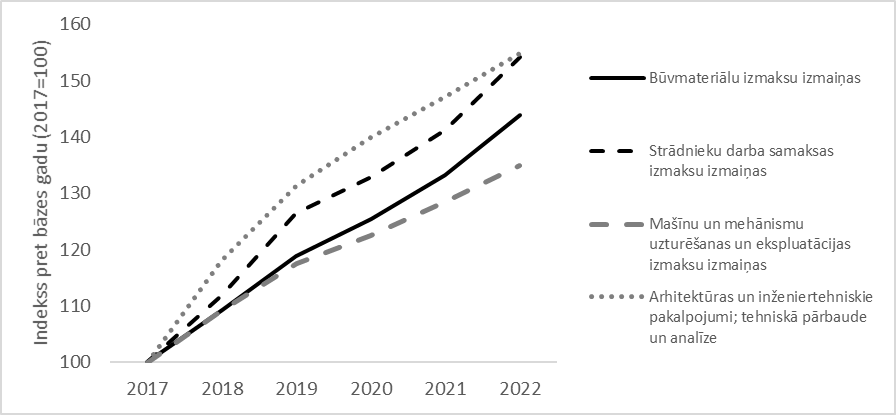 Indekss pret bāzes gadu (2017=100)
160
150
140
130
120
110
100
2017 2018 2019 2020 2021 2022
Būvmateriālu izmaksu izmaiņas
Strādnieku darba samaksas
izmaksu izmaiņas
Mašīnu un mehānismu
uzturēšanas un ekspluatācijas
izmaksu izmaiņas
Arhitektūras un inženiertehniskie
pakalpojumi; tehniskā pārbaude
un analīze